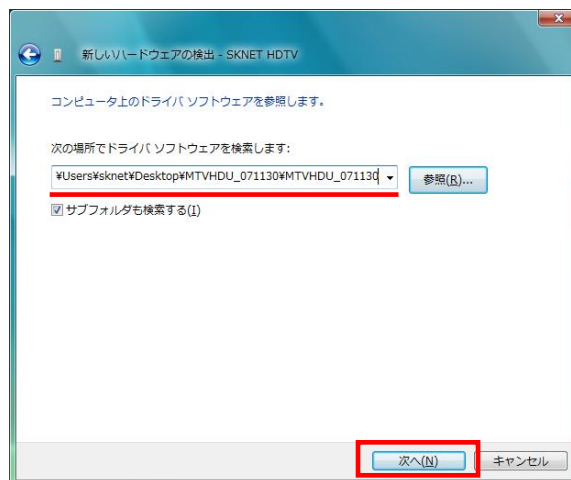 新しいハードウェアの検出 - SKNET HDTV
コンピュータ上のドライバ ソフトウェアを参照します。
次の場所でドライバ ソフトウェアを検索します:
¥Users¥sknet¥Desktop¥MTVHDU_071130¥MTVHDU_071130 参照(R)...
サブフォルダも検索する(I)
次へ(N) キャンセル